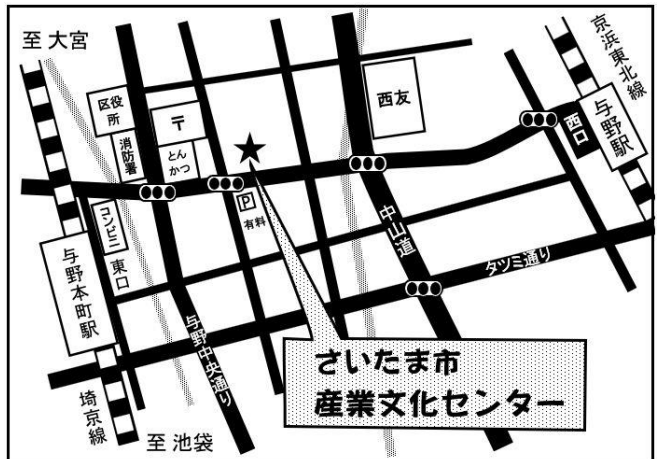 至 大宮
区役
所
消防署
〒
とん
かつ
コンビニ
与野本町駅
東口
埼京線
至 池袋
与野中央通り
P
有料
西友
中山道
タツミ通り
京浜東北線
与野駅
西口
さいたま市
産業文化センター